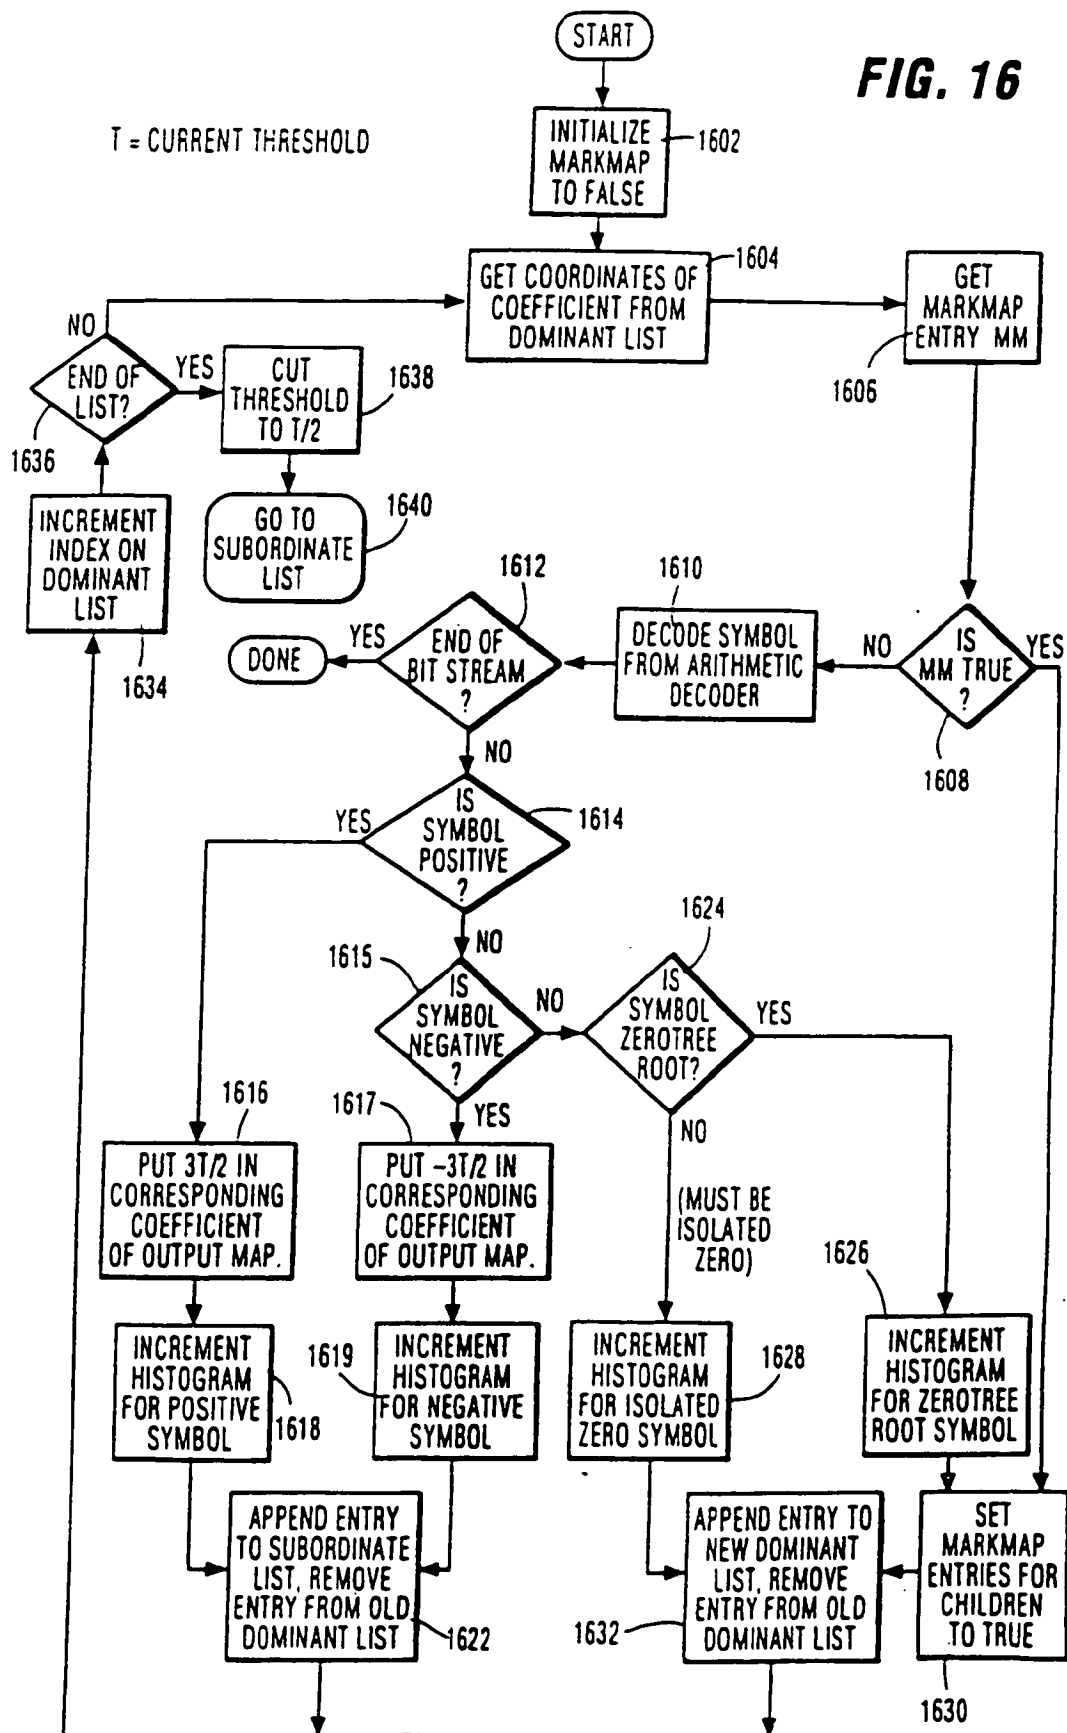 START
FIG. 16
T = CURRENT THRESHOLD
INITIALIZE
MARKMAP
TO FALSE
1602
GET COORDINATES OF
COEFFICIENT FROM
DOMINANT LIST
1604
GET
MARKMAP
ENTRY MM
1606
NO
END OF
LIST?
YES
1636
CUT
THRESHOLD
TO T/2
1638
GO TO
SUBORDINATE
LIST
1640
INCREMENT
INDEX ON
DOMINANT
LIST
1634
DONE
YES
END OF
BIT STREAM
?
1612
NO
DECODE SYMBOL
FROM ARITHMETIC
DECODER
1610
NO
IS
MM TRUE
?
YES
1608
YES
IS
SYMBOL
POSITIVE
?
1614
NO
1615
IS
SYMBOL
NEGATIVE
?
NO
YES
1624
IS
SYMBOL
ZEROTREE
ROOT?
YES
NO
(MUST BE
ISOLATED
ZERO)
1616
PUT 3T/2 IN
CORRESPONDING
COEFFICIENT
OF OUTPUT MAP.
1617
PUT –3T/2 IN
CORRESPONDING
COEFFICIENT
OF OUTPUT MAP.
INCREMENT
HISTOGRAM
FOR POSITIVE
SYMBOL
1618
INCREMENT
HISTOGRAM
FOR NEGATIVE
SYMBOL
1619
INCREMENT
HISTOGRAM
FOR ISOLATED
ZERO SYMBOL
1628
1626
INCREMENT
HISTOGRAM
FOR ZEROTREE
ROOT SYMBOL
APPEND ENTRY
TO SUBORDINATE
LIST, REMOVE
ENTRY FROM OLD
DOMINANT LIST
1622
APPEND ENTRY TO
NEW DOMINANT
LIST, REMOVE
ENTRY FROM OLD
DOMINANT LIST
1632
SET
MARKMAP
ENTRIES FOR
CHILDREN
TO TRUE
1630